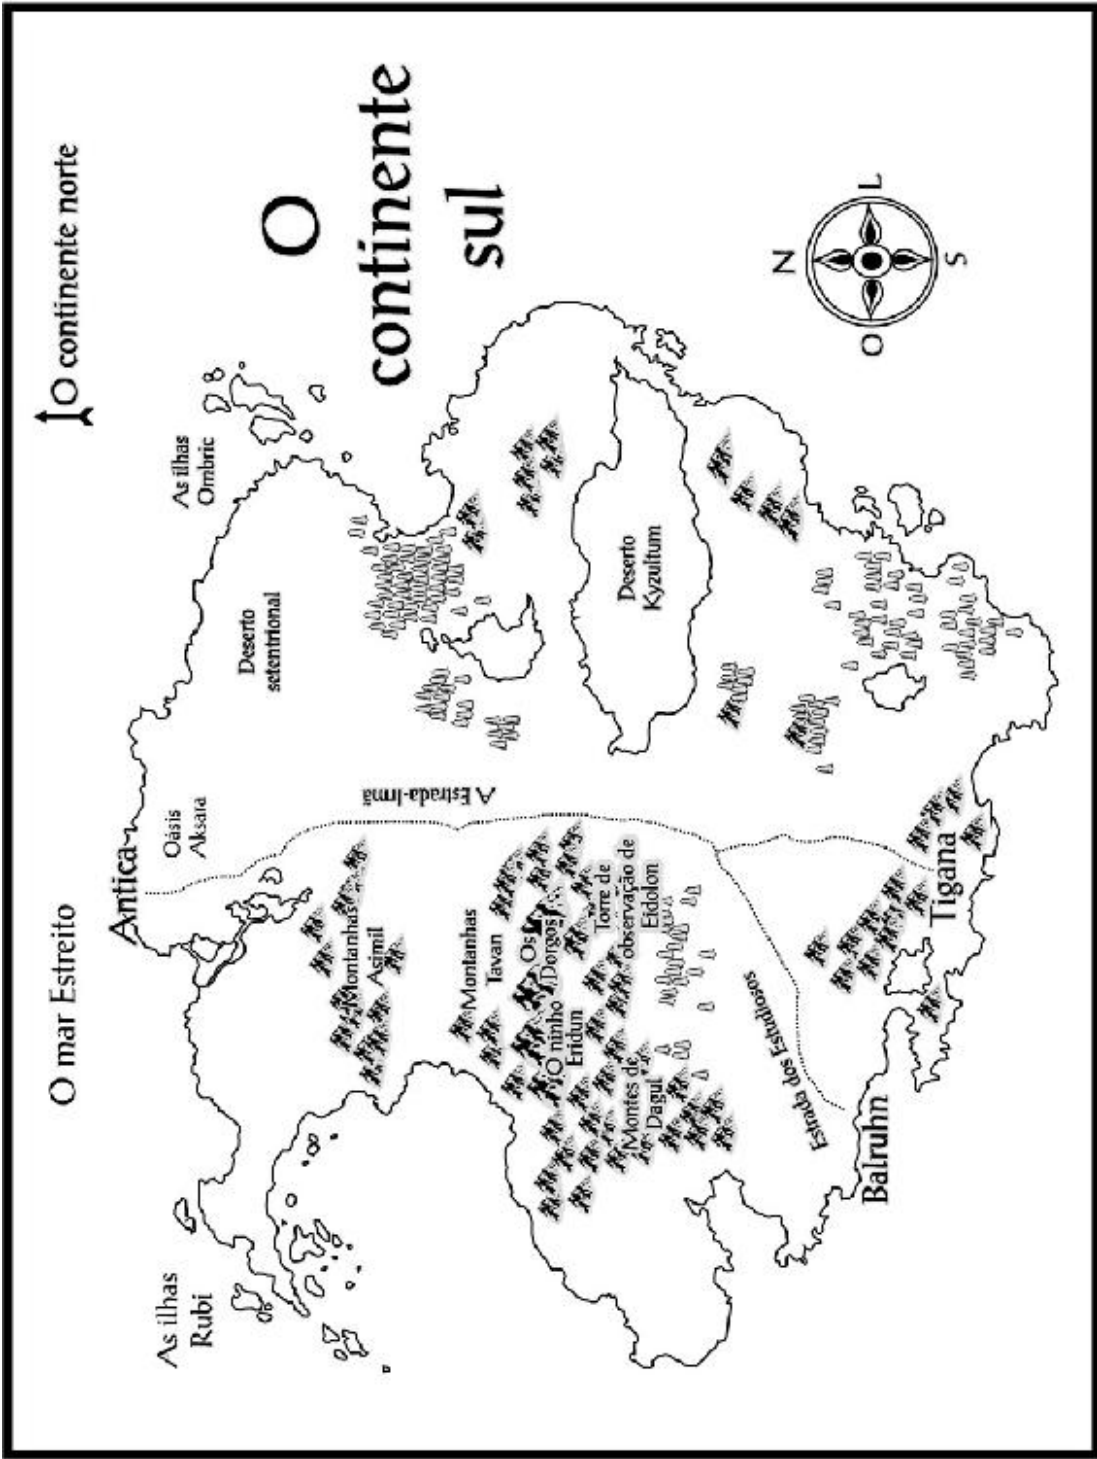 O continente norte
O mar Estreito
As ilhas
Rubi
Antica
Oásis
Aksara
As ilhas
Ombric
Deserto
setentrional
O
continente
sul
Montanhas
Asimil
A Estrada-Irmã
Montanhas
Tavan
Os
Dorgos
O ninho
Eridun
Torre de
observação de
Eidolon
Montes de
Dagul
Deserto
Kyzultum
Estrada dos Estudiosos
Balruhn
Tigana
N
O
L
S